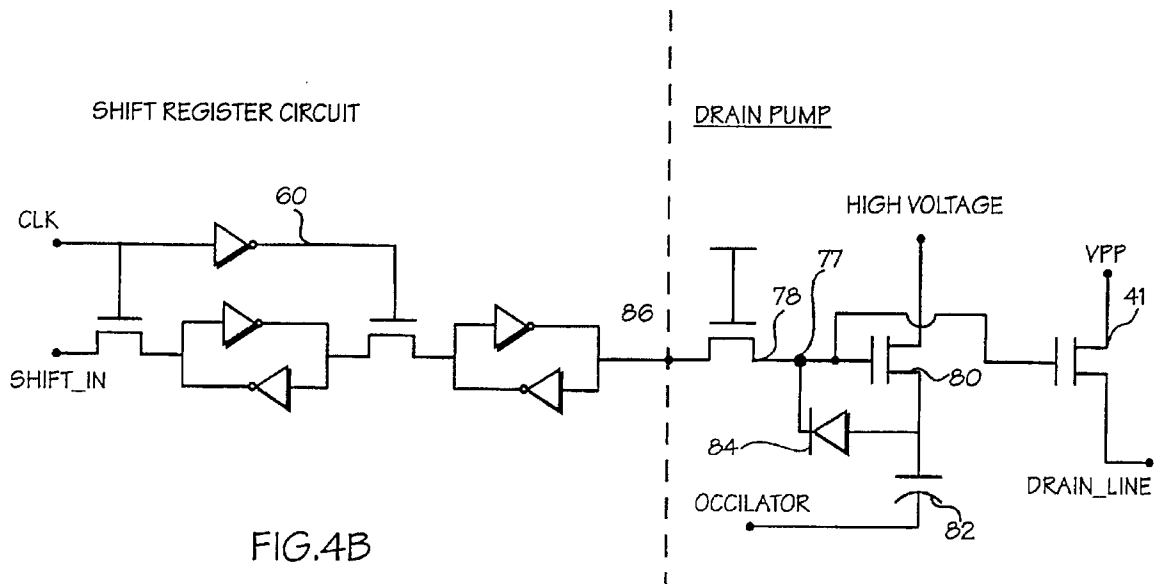 SHIFT REGISTER CIRCUIT
DRAIN PUMP
CLK
60
HIGH VOLTAGE
VPP
86
78
77
41
SHIFT_IN
80
84
OCCILATOR
82
DRAIN_LINE
FIG.4B